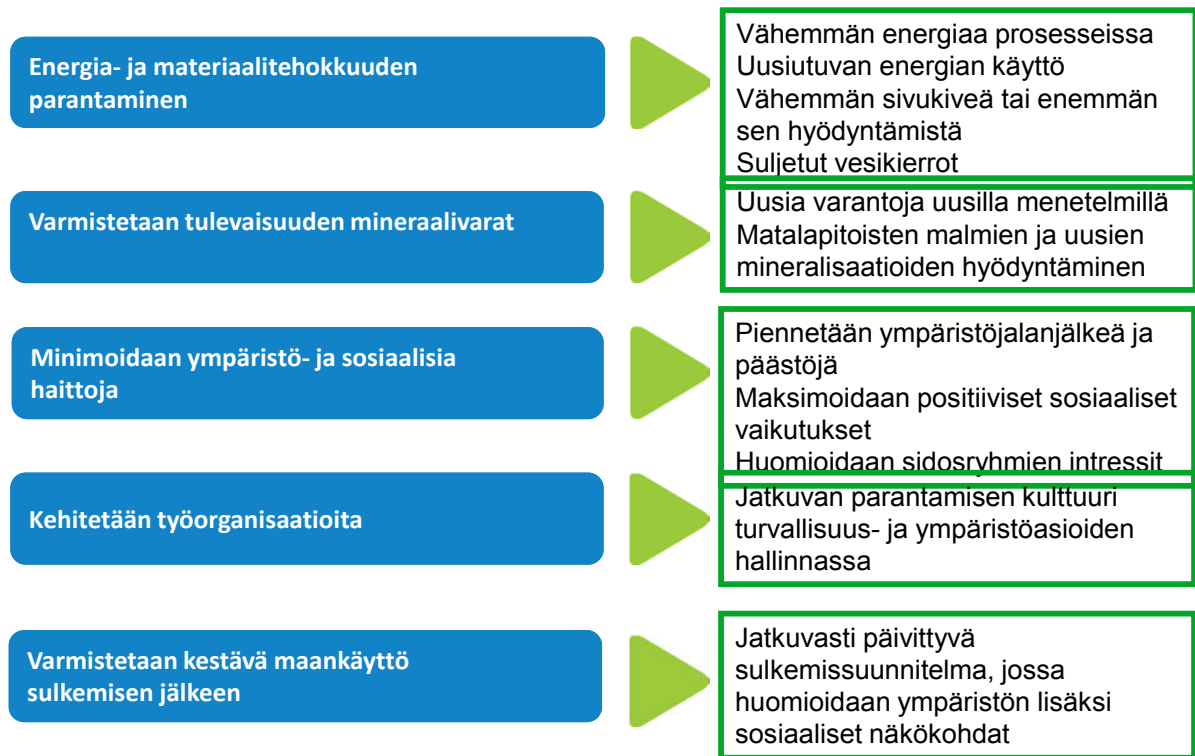 Energia- ja materiaalitehokkuuden
parantaminen
Vähemmän energiaa prosesseissa
Uusiutuvan energian käyttö
Vähemmän sivukiveä tai enemmän
sen hyödyntämistä
Suljetut vesikierrot
Varmistetaan tulevaisuuden mineraalivarat
Uusia varantoja uusilla menetelmillä
Matalapitoisten malmien ja uusien
mineralisaatioiden hyödyntäminen
Minimoidaan ympäristö- ja sosiaalisia
haittoja
Piennetään ympäristöjalanjälkeä ja
päästöjä
Maksimoidaan positiiviset sosiaaliset
vaikutukset
Huomioidaan sidosryhmien intressit
Kehitetään työorganisaatioita
Jatkuvan parantamisen kulttuuri
turvallisuus- ja ympäristöasioiden
hallinnassa
Varmistetaan kestävä maankäyttö
sulkemisen jälkeen
Jatkuvasti päivittyvä
sulkemissuunnitelma, jossa
huomioidaan ympäristön lisäksi
sosiaaliset näkökohdat